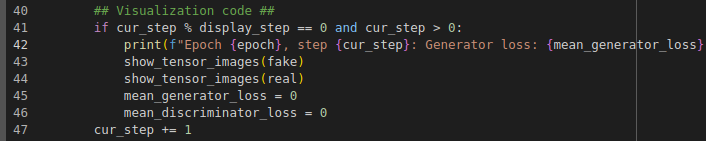 40 ## Visualization code ##
41 if cur_step % display_step == 0 and cur_step > 0:
42 print(f"Epoch {epoch}, step {cur_step}: Generator loss: {mean_generator_loss}
43 show_tensor_images(fake)
44 show_tensor_images(real)
45 mean_generator_loss = 0
46 mean_discriminator_loss = 0
47 cur_step += 1